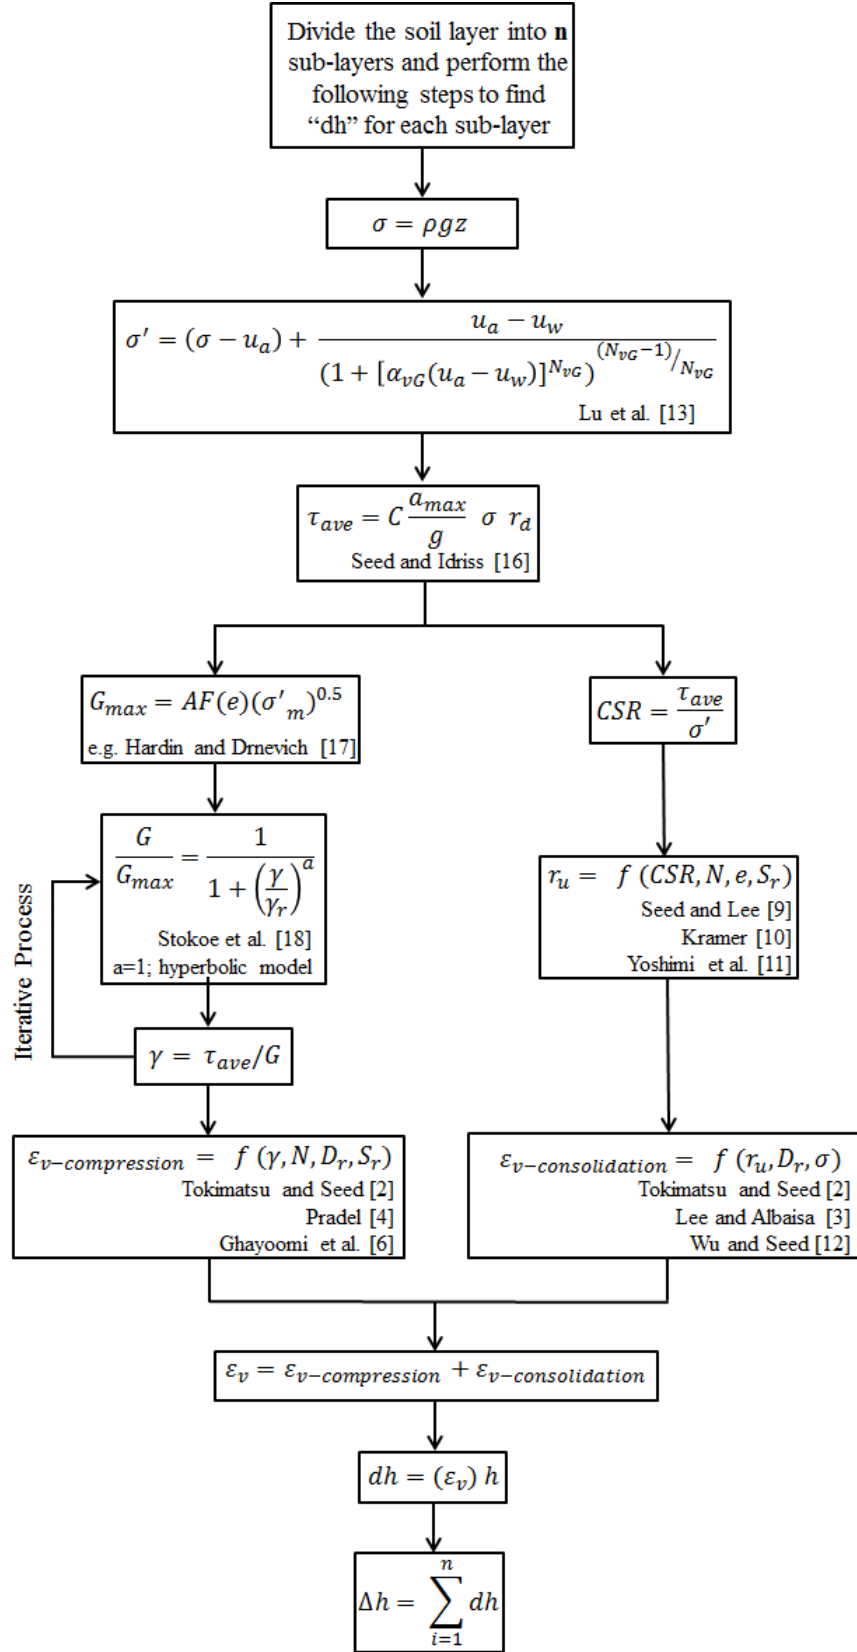 Divide the soil layer into n
sub-layers and perform the
following steps to find
“dh” for each sub-layer
σ = ρgz
σ′ = (σ − u_a) + (u_a − u_w) / (1 + [α_vG(u_a − u_w)]^{N_vG})^{(N_vG−1)/N_vG}
Lu et al. [13]
τ_ave = C (a_max / g) σ r_d
Seed and Idriss [16]
G_max = AF(e)(σ′_m)^{0.5}
e.g. Hardin and Drnevich [17]
CSR = τ_ave / σ′
G / G_max = 1 / (1 + (γ / γ_r)^a)
Stokoe et al. [18]
a=1; hyperbolic model
Iterative Process
γ = τ_ave/G
r_u = f (CSR, N, e, S_r)
Seed and Lee [9]
Kramer [10]
Yoshimi et al. [11]
ε_{v−compression} = f (γ, N, D_r, S_r)
Tokimatsu and Seed [2]
Pradel [4]
Ghayoomi et al. [6]
ε_{v−consolidation} = f (r_u, D_r, σ)
Tokimatsu and Seed [2]
Lee and Albaisa [3]
Wu and Seed [12]
ε_v = ε_{v−compression} + ε_{v−consolidation}
dh = (ε_v) h
Δh = ∑_{i=1}^{n} dh